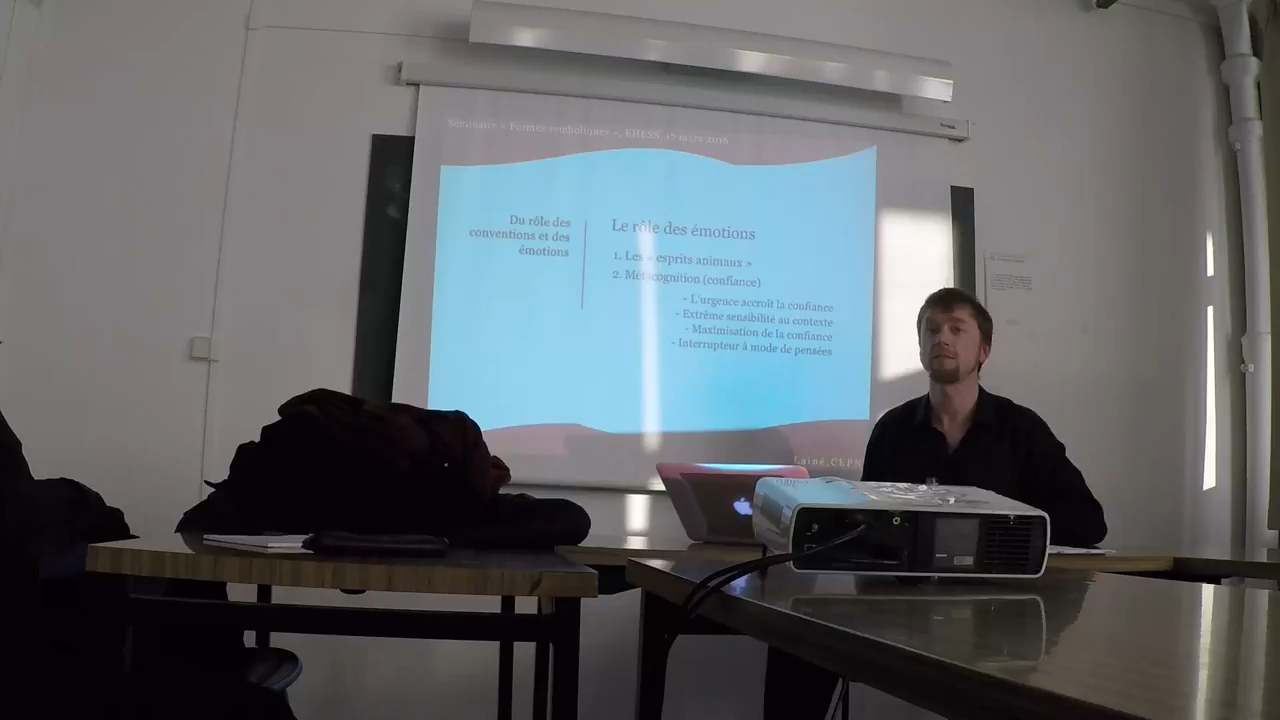 Séminaire « Formes symboliques », EHESS, 17 mars 2016
Du rôle des
conventions et des
émotions
Le rôle des émotions
1. Les « esprits animaux »
2. Métacognition (confiance)
- L'urgence accroît la confiance
- Extrême sensibilité au contexte
- Maximisation de la confiance
- Interrupteur à mode de pensées
Lainé, CEPN